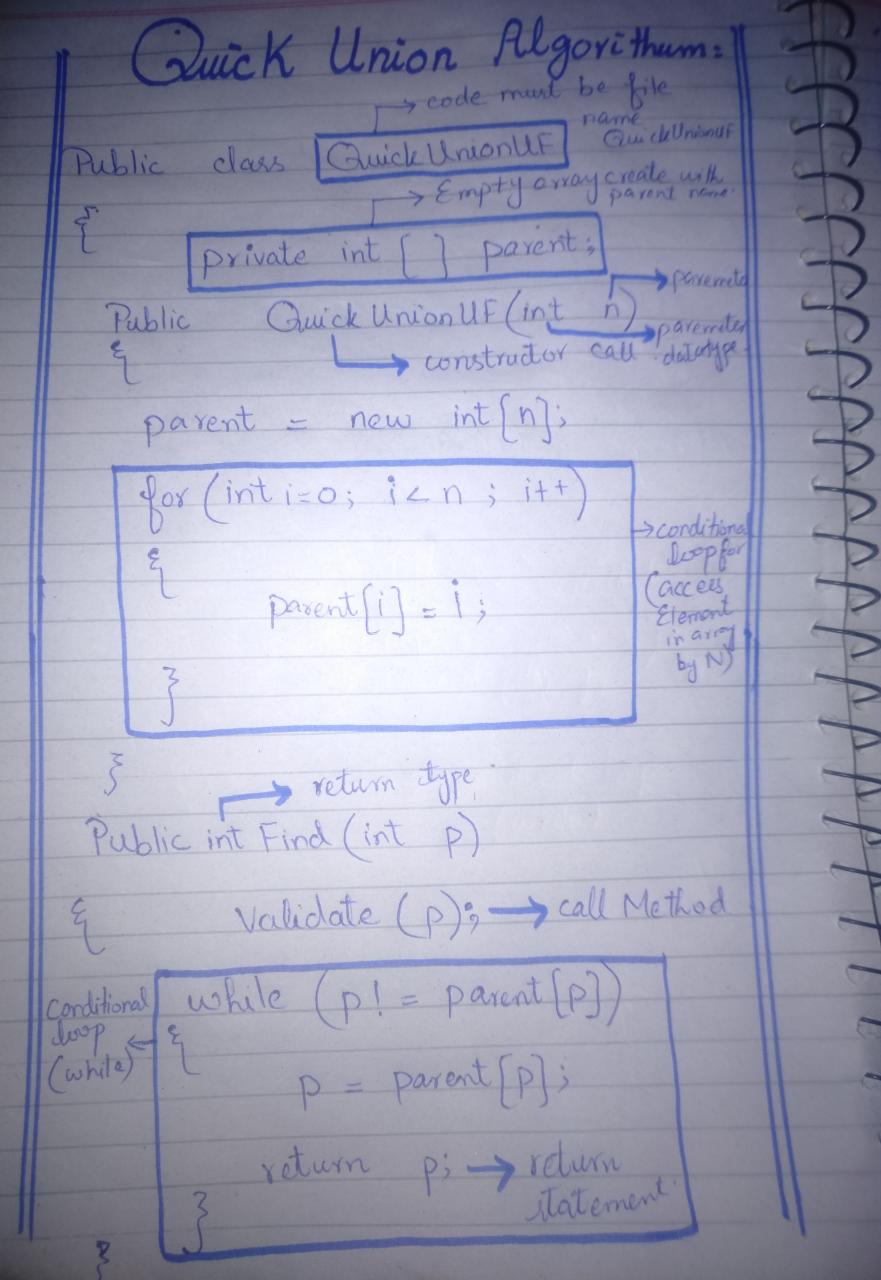 Quick Union Algorithum:
code must be file
name
QuickUnionUF
Public class QuickUnionUF
Empty array create with
parent name.
{
private int [ ] parent;
paremete
Public QuickUnionUF (int n)
paremeter
datatype
{
constructor call
parent = new int [n];
for (int i=0; i<n; i++)
conditional
loop for
(access
Element
in array
by N)
{
parent[i] = i;
}
}
return type
Public int Find (int p)
{
Validate (p); call Method
Conditional
loop
(while)
while (p! = parent[p])
{
p = parent [p];
return p; return
statement.
}
}